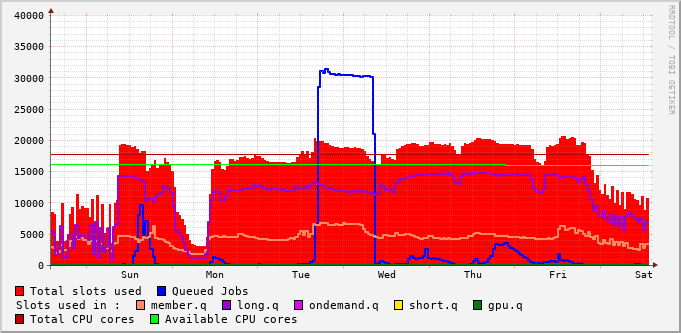 40000
35000
30000
25000
20000
15000
10000
5000
0
Sun Mon Tue Wed Thu Fri Sat
RRDTOOL / TOBI OETIKER
Total slots used Queued Jobs
Slots used in : member.q long.q ondemand.q short.q gpu.q
Total CPU cores Available CPU cores